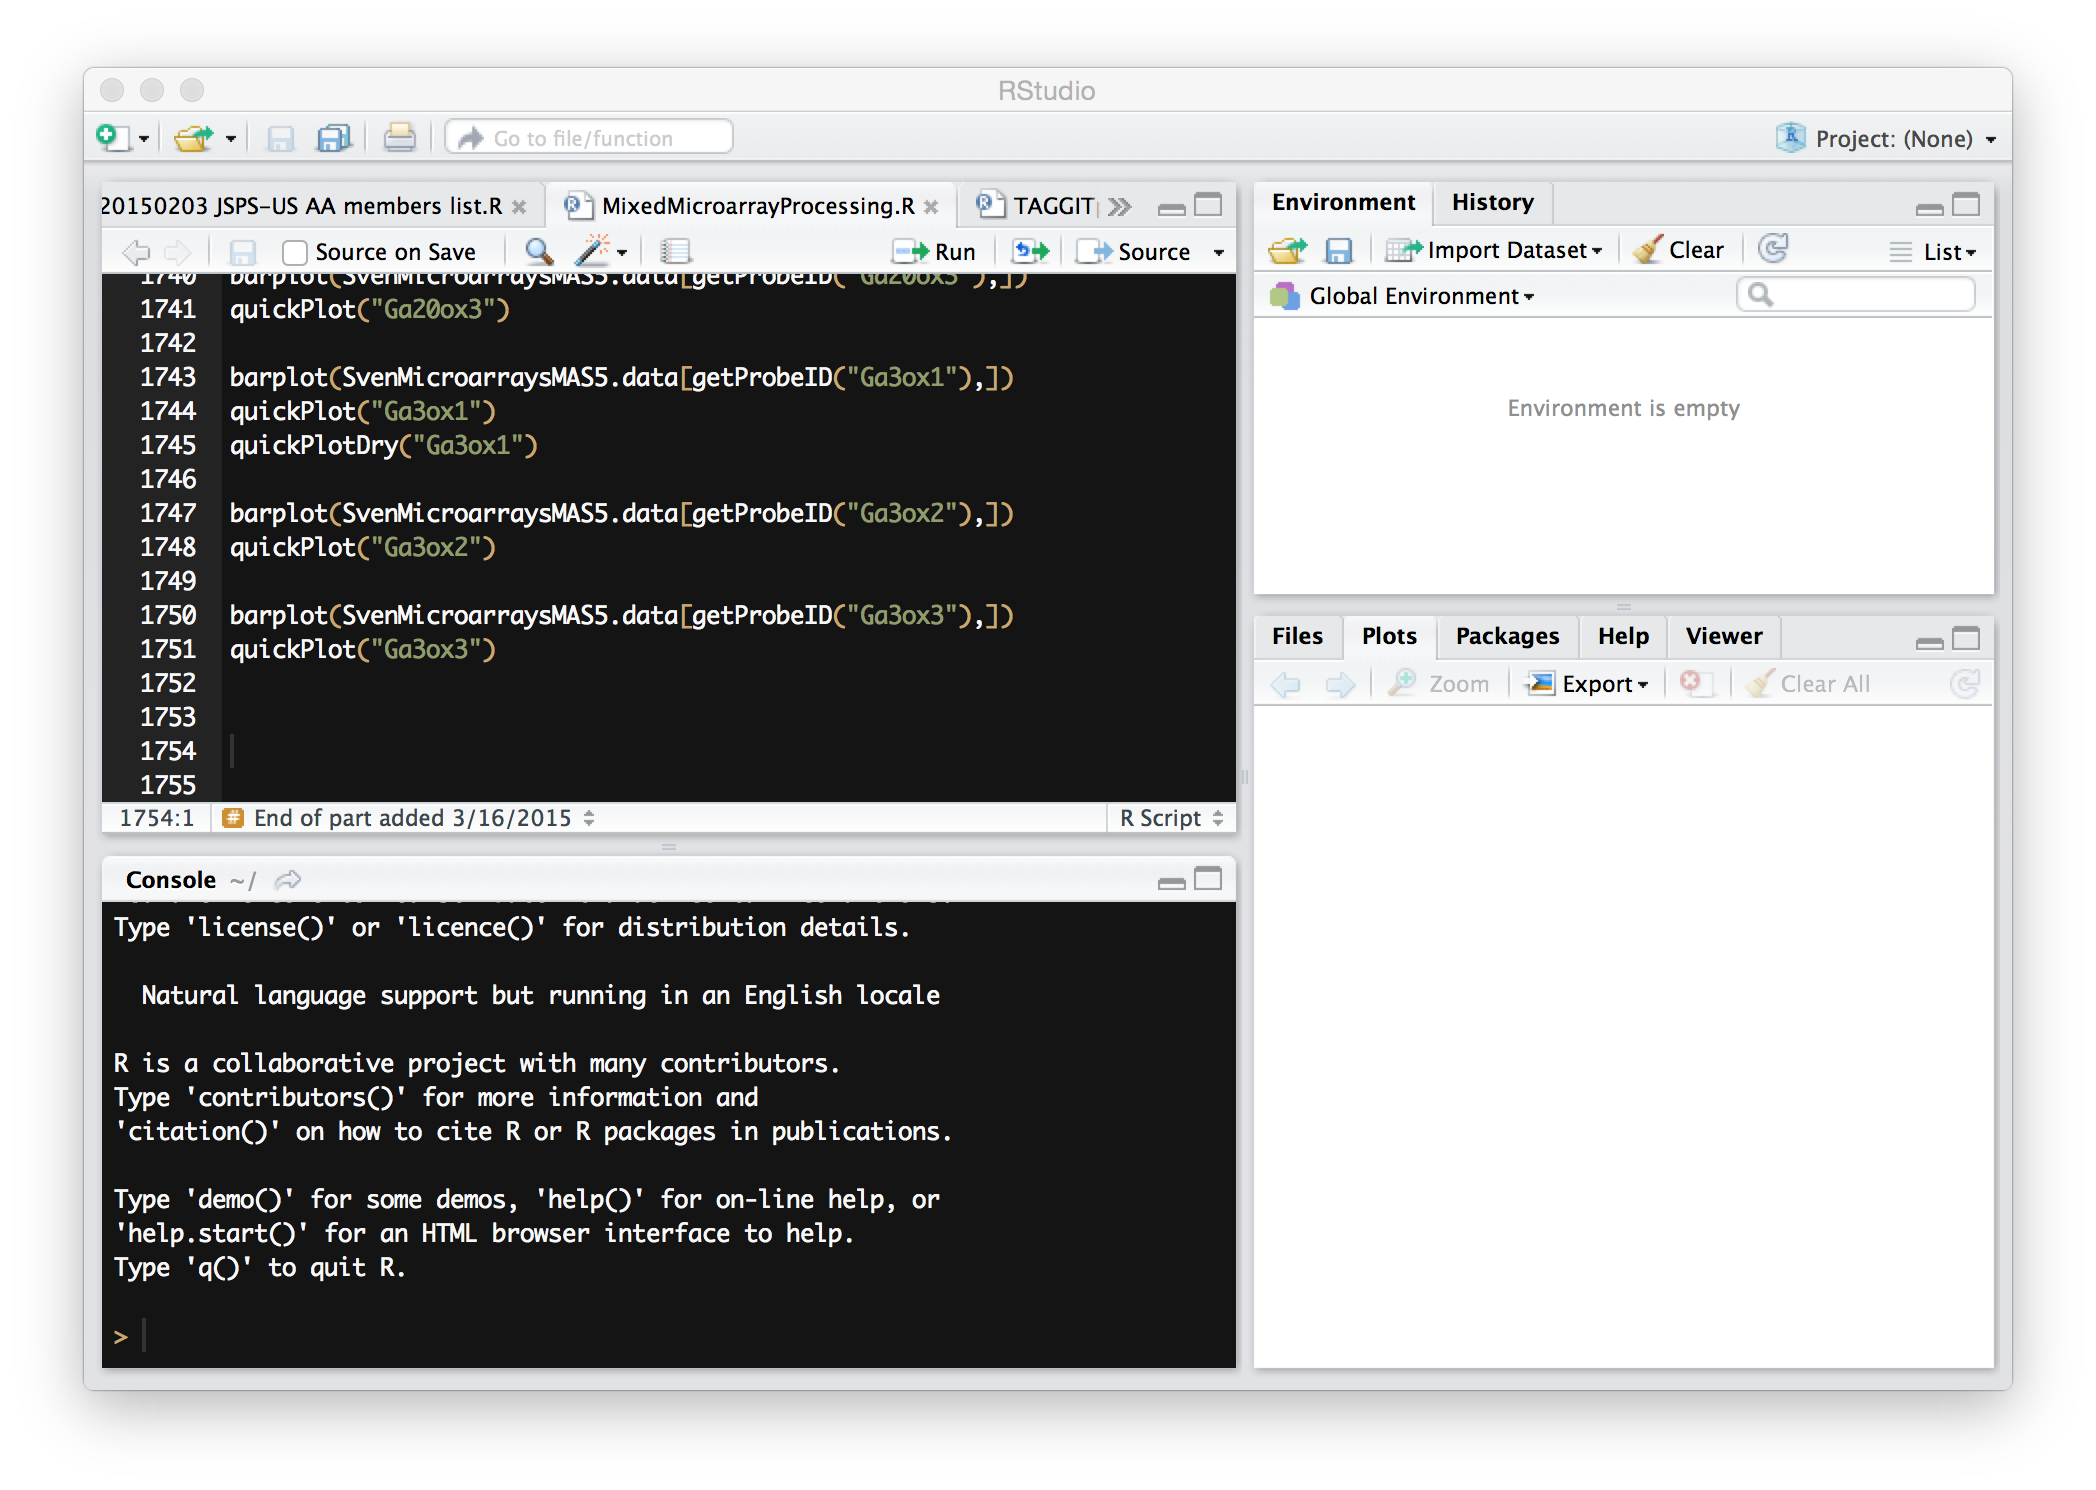 RStudio
Go to file/function
Project: (None)
20150203 JSPS-US AA members list.R
MixedMicroarrayProcessing.R
TAGGIT
Source on Save
Run
Source
1740 barplot(SvenMicroarraysMAS5.data[getProbeID("Ga20ox3"),])
1741 quickPlot("Ga20ox3")
1742
1743 barplot(SvenMicroarraysMAS5.data[getProbeID("Ga3ox1"),])
1744 quickPlot("Ga3ox1")
1745 quickPlotDry("Ga3ox1")
1746
1747 barplot(SvenMicroarraysMAS5.data[getProbeID("Ga3ox2"),])
1748 quickPlot("Ga3ox2")
1749
1750 barplot(SvenMicroarraysMAS5.data[getProbeID("Ga3ox3"),])
1751 quickPlot("Ga3ox3")
1752
1753
1754
1755
1754:1 # End of part added 3/16/2015 R Script
Console ~/
Type 'license()' or 'licence()' for distribution details.
Natural language support but running in an English locale
R is a collaborative project with many contributors.
Type 'contributors()' for more information and
'citation()' on how to cite R or R packages in publications.
Type 'demo()' for some demos, 'help()' for on-line help, or
'help.start()' for an HTML browser interface to help.
Type 'q()' to quit R.
>
Environment History
Import Dataset Clear List
Global Environment
Environment is empty
Files Plots Packages Help Viewer
Zoom Export Clear All